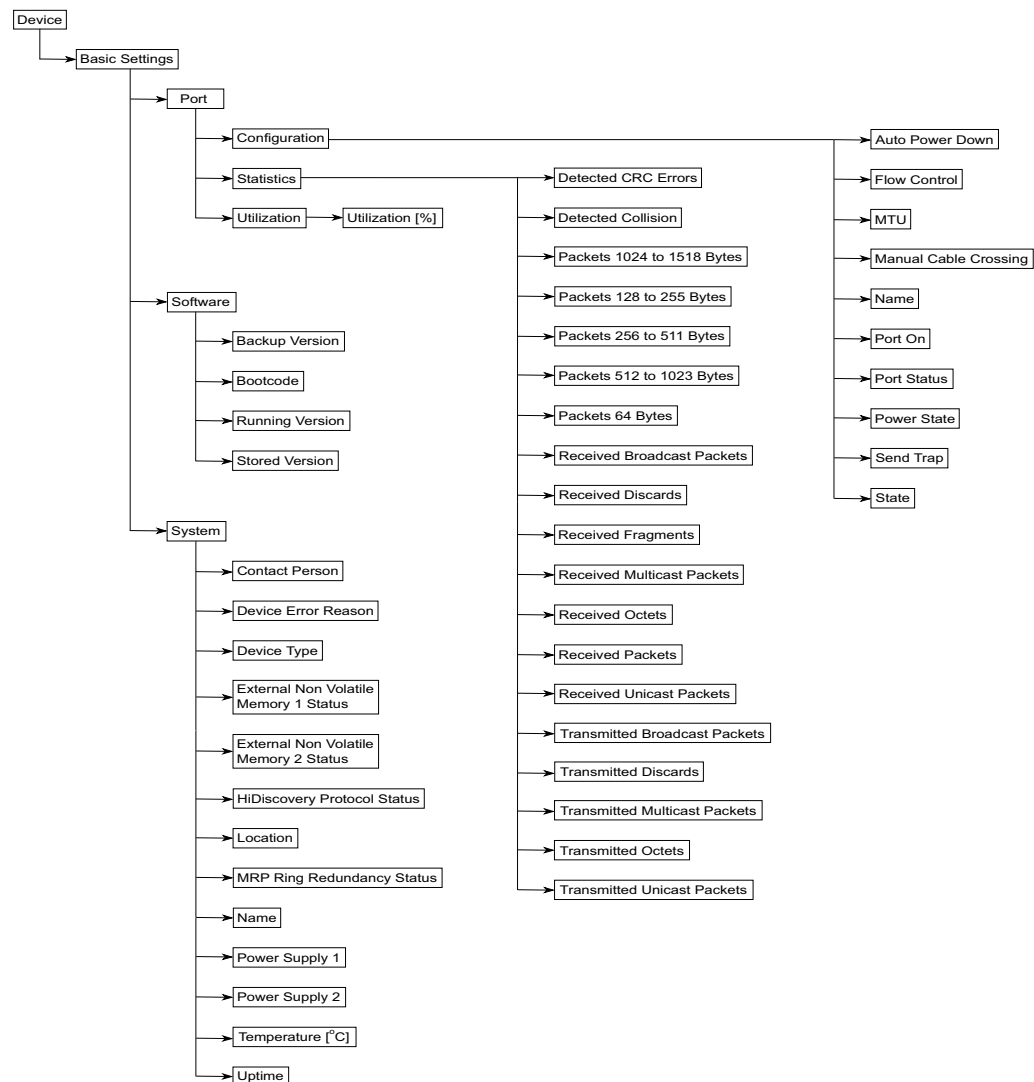 Device
Basic Settings
Port
Configuration
Statistics
Utilization
Utilization [%]
Auto Power Down
Flow Control
MTU
Manual Cable Crossing
Name
Port On
Port Status
Power State
Send Trap
State
Detected CRC Errors
Detected Collision
Packets 1024 to 1518 Bytes
Packets 128 to 255 Bytes
Packets 256 to 511 Bytes
Packets 512 to 1023 Bytes
Packets 64 Bytes
Received Broadcast Packets
Received Discards
Received Fragments
Received Multicast Packets
Received Octets
Received Packets
Received Unicast Packets
Transmitted Broadcast Packets
Transmitted Discards
Transmitted Multicast Packets
Transmitted Octets
Transmitted Unicast Packets
Software
Backup Version
Bootcode
Running Version
Stored Version
System
Contact Person
Device Error Reason
Device Type
External Non Volatile
Memory 1 Status
External Non Volatile
Memory 2 Status
HiDiscovery Protocol Status
Location
MRP Ring Redundancy Status
Name
Power Supply 1
Power Supply 2
Temperature [°C]
Uptime